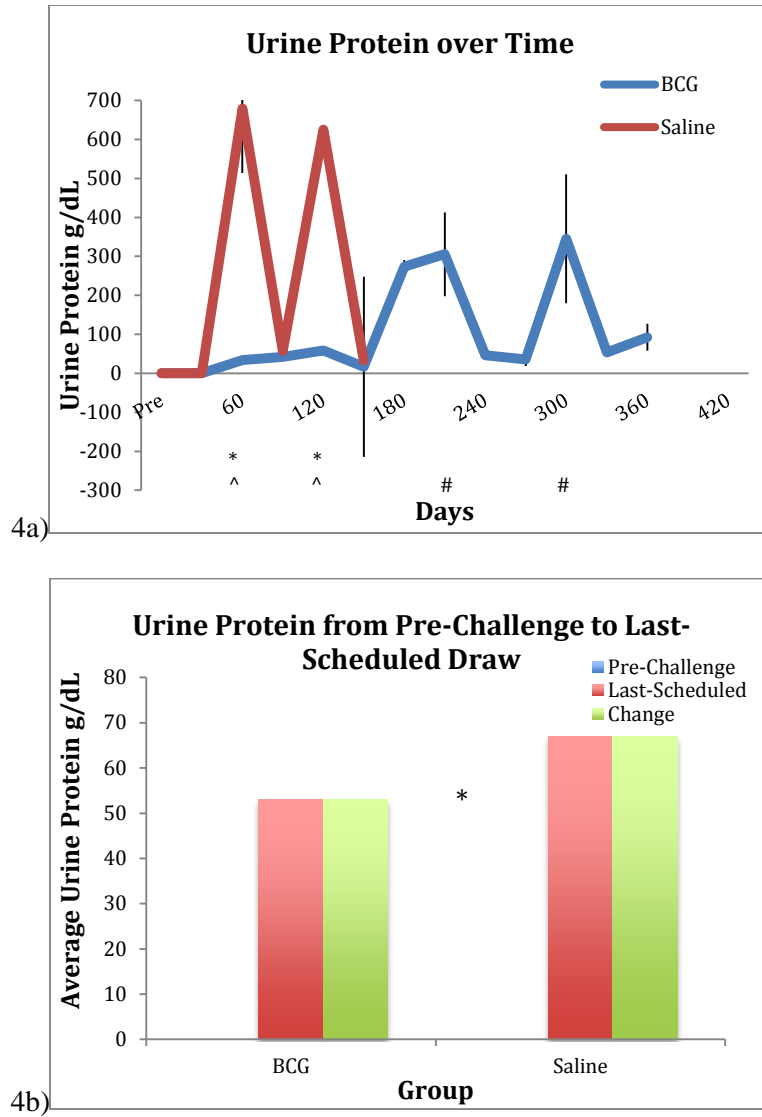 Urine Protein over Time
BCG
Saline
Urine Protein g/dL
700
600
500
400
300
200
100
0
-100
-200
-300
Pre 60 120 180 240 300 360 420
* *
^ ^ # #
Days
4a)
Urine Protein from Pre-Challenge to Last-
Scheduled Draw
Pre-Challenge
Last-Scheduled
Change
Average Urine Protein g/dL
80
70
60
50
40
30
20
10
0
*
BCG Saline
Group
4b)